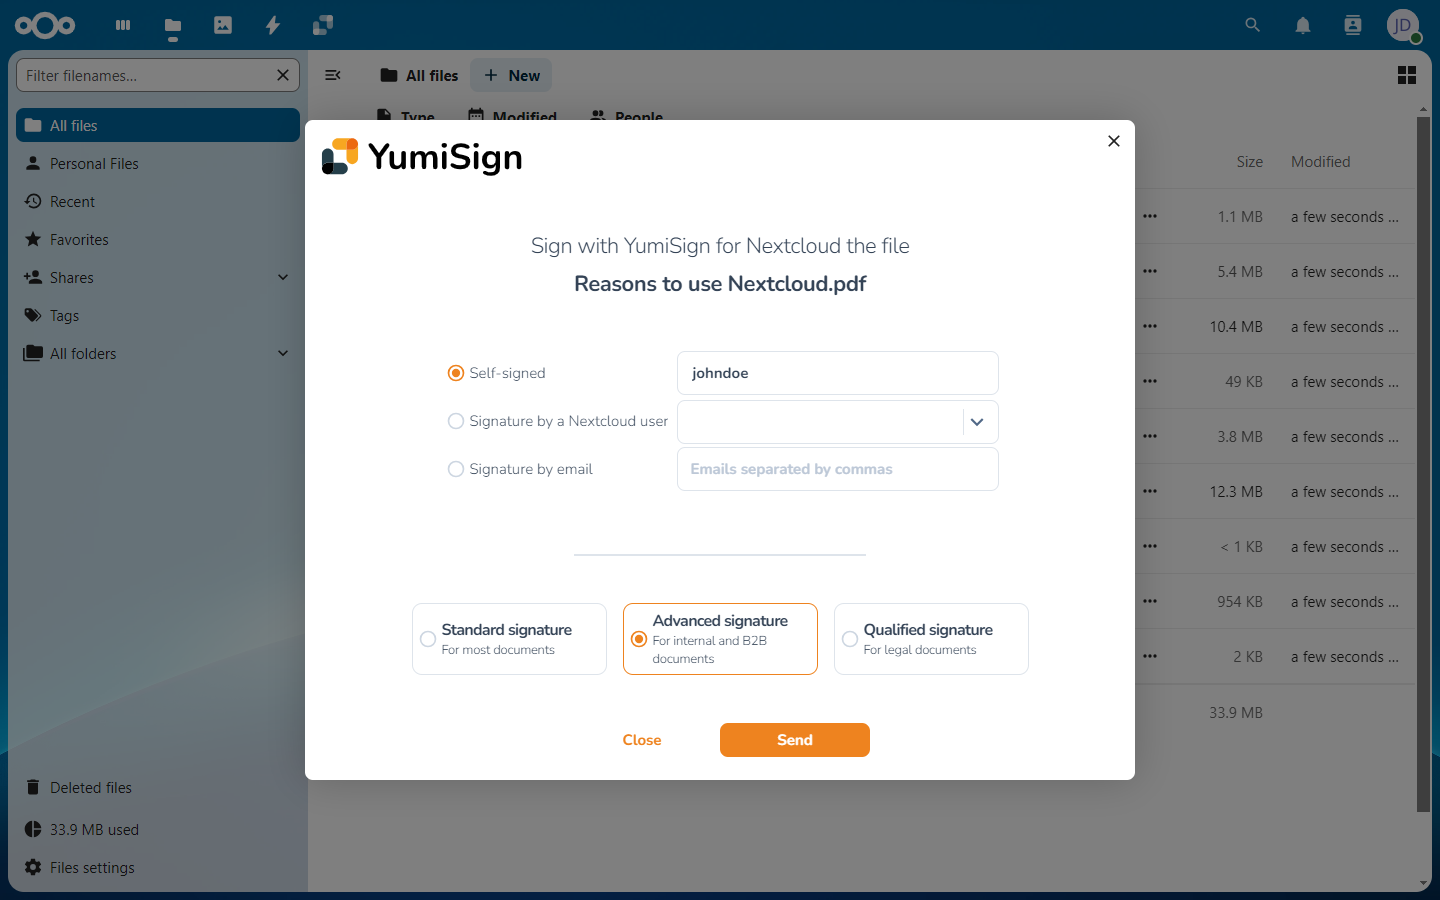 JD
Filter filenames...
All files
Personal Files
Recent
Favorites
Shares
Tags
All folders
Deleted files
33.9 MB used
Files settings
All files
New
Type
Modified
People
Size
Modified
1.1 MB
a few seconds ...
5.4 MB
a few seconds ...
10.4 MB
a few seconds ...
49 KB
a few seconds ...
3.8 MB
a few seconds ...
12.3 MB
a few seconds ...
< 1 KB
a few seconds ...
954 KB
a few seconds ...
2 KB
a few seconds ...
33.9 MB
YumiSign
Sign with YumiSign for Nextcloud the file
Reasons to use Nextcloud.pdf
Self-signed
johndoe
Signature by a Nextcloud user
Signature by email
Emails separated by commas
Standard signature
For most documents
Advanced signature
For internal and B2B
documents
Qualified signature
For legal documents
Close
Send